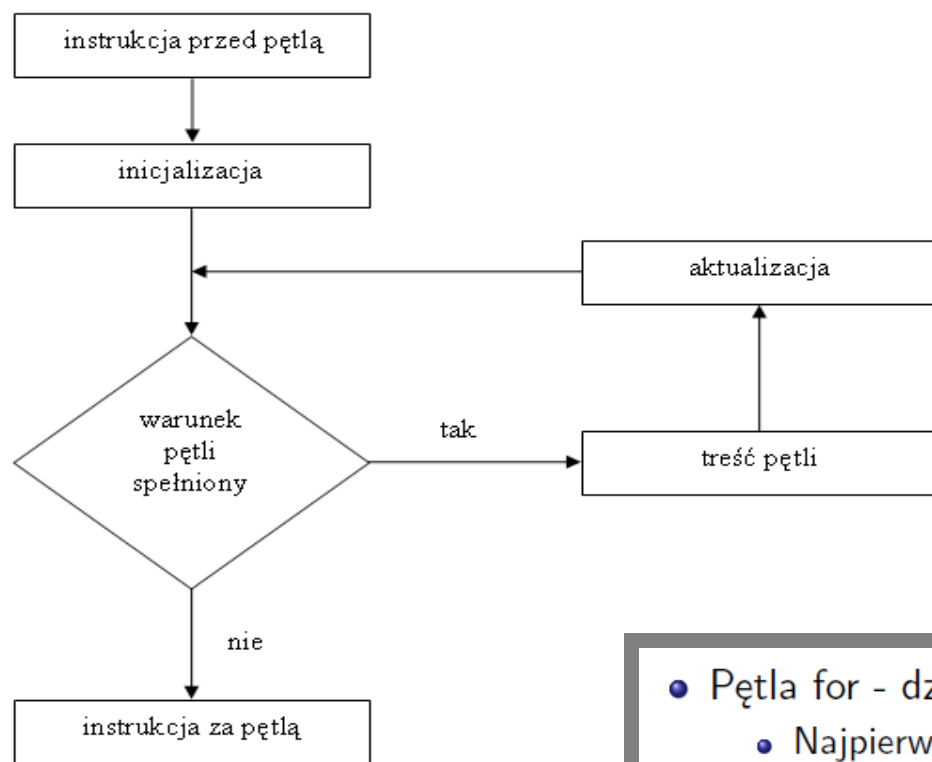 instrukcja przed pętlą
inicjalizacja
aktualizacja
warunek
pętli
spełniony
tak
treść pętli
nie
instrukcja za pętlą
Pętla for - dz
Najpierw